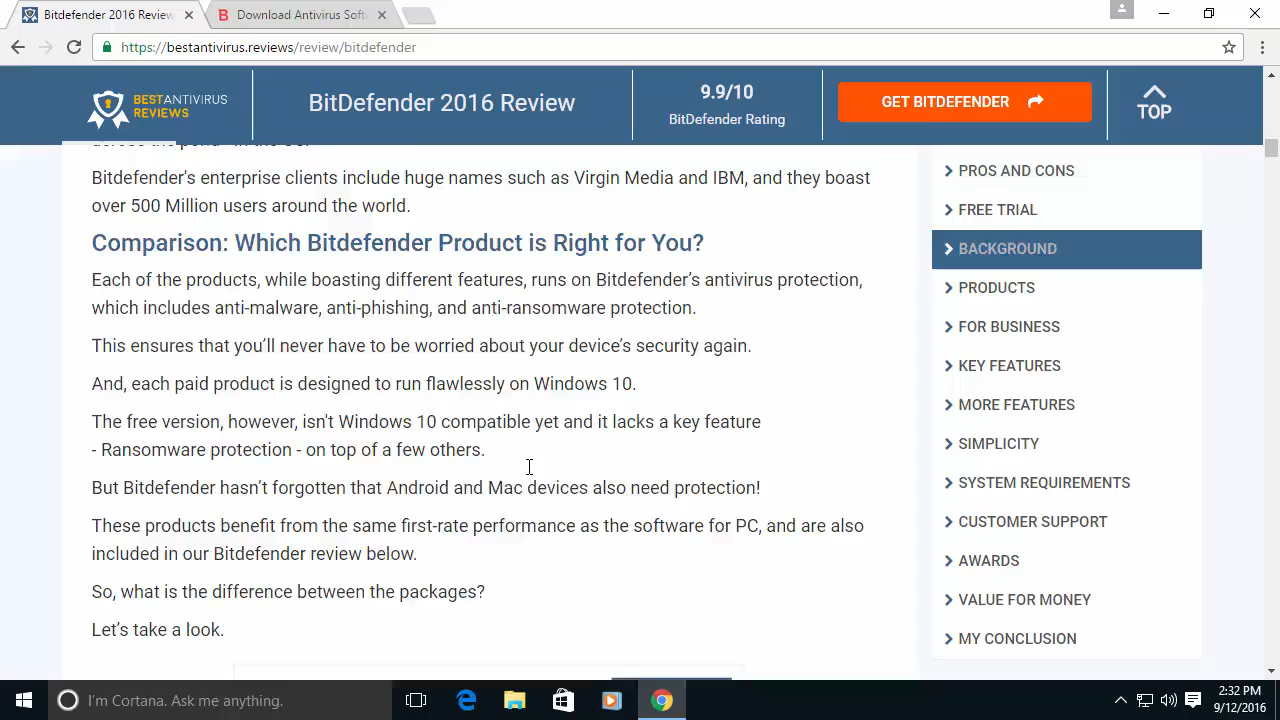 Bitdefender 2016 Review
Download Antivirus Soft
https://bestantivirus.reviews/review/bitdefender
BESTANTIVIRUS
REVIEWS
BitDefender 2016 Review
9.9/10
BitDefender Rating
GET BITDEFENDER
TOP
Bitdefender's enterprise clients include huge names such as Virgin Media and IBM, and they boast
over 500 Million users around the world.
Comparison: Which Bitdefender Product is Right for You?
Each of the products, while boasting different features, runs on Bitdefender’s antivirus protection,
which includes anti-malware, anti-phishing, and anti-ransomware protection.
This ensures that you’ll never have to be worried about your device’s security again.
And, each paid product is designed to run flawlessly on Windows 10.
The free version, however, isn't Windows 10 compatible yet and it lacks a key feature
- Ransomware protection - on top of a few others.
But Bitdefender hasn’t forgotten that Android and Mac devices also need protection!
These products benefit from the same first-rate performance as the software for PC, and are also
included in our Bitdefender review below.
So, what is the difference between the packages?
Let’s take a look.
PROS AND CONS
FREE TRIAL
BACKGROUND
PRODUCTS
FOR BUSINESS
KEY FEATURES
MORE FEATURES
SIMPLICITY
SYSTEM REQUIREMENTS
CUSTOMER SUPPORT
AWARDS
VALUE FOR MONEY
MY CONCLUSION
I’m Cortana. Ask me anything.
2:32 PM
9/12/2016